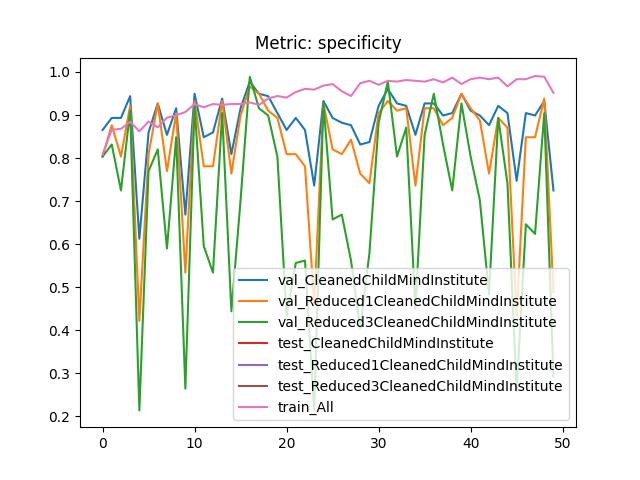 Metric: specificity
1.0
0.9
0.8
0.7
0.6
0.5
0.4
0.3
0.2
val_CleanedChildMindInstitute
val_Reduced1CleanedChildMindInstitute
val_Reduced3CleanedChildMindInstitute
test_CleanedChildMindInstitute
test_Reduced1CleanedChildMindInstitute
test_Reduced3CleanedChildMindInstitute
train_All
0 10 20 30 40 50